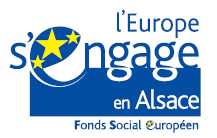 l'Europe
s'engage
en Alsace
Fonds Social Européen